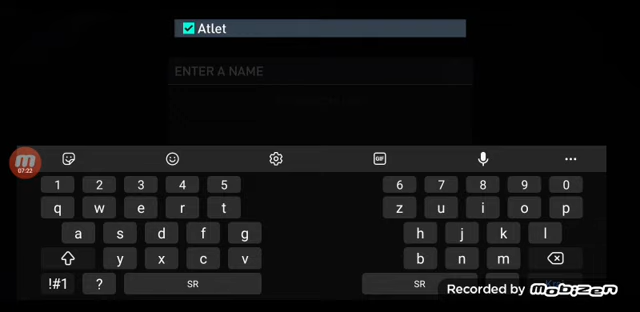 Atlet
ENTER A NAME
07:22
GIF
1 2 3 4 5 6 7 8 9 0
q w e r t z u i o p
a s d f g h j k l
y x c v b n m
!#1 ? SR SR
Recorded by MOBIZEN